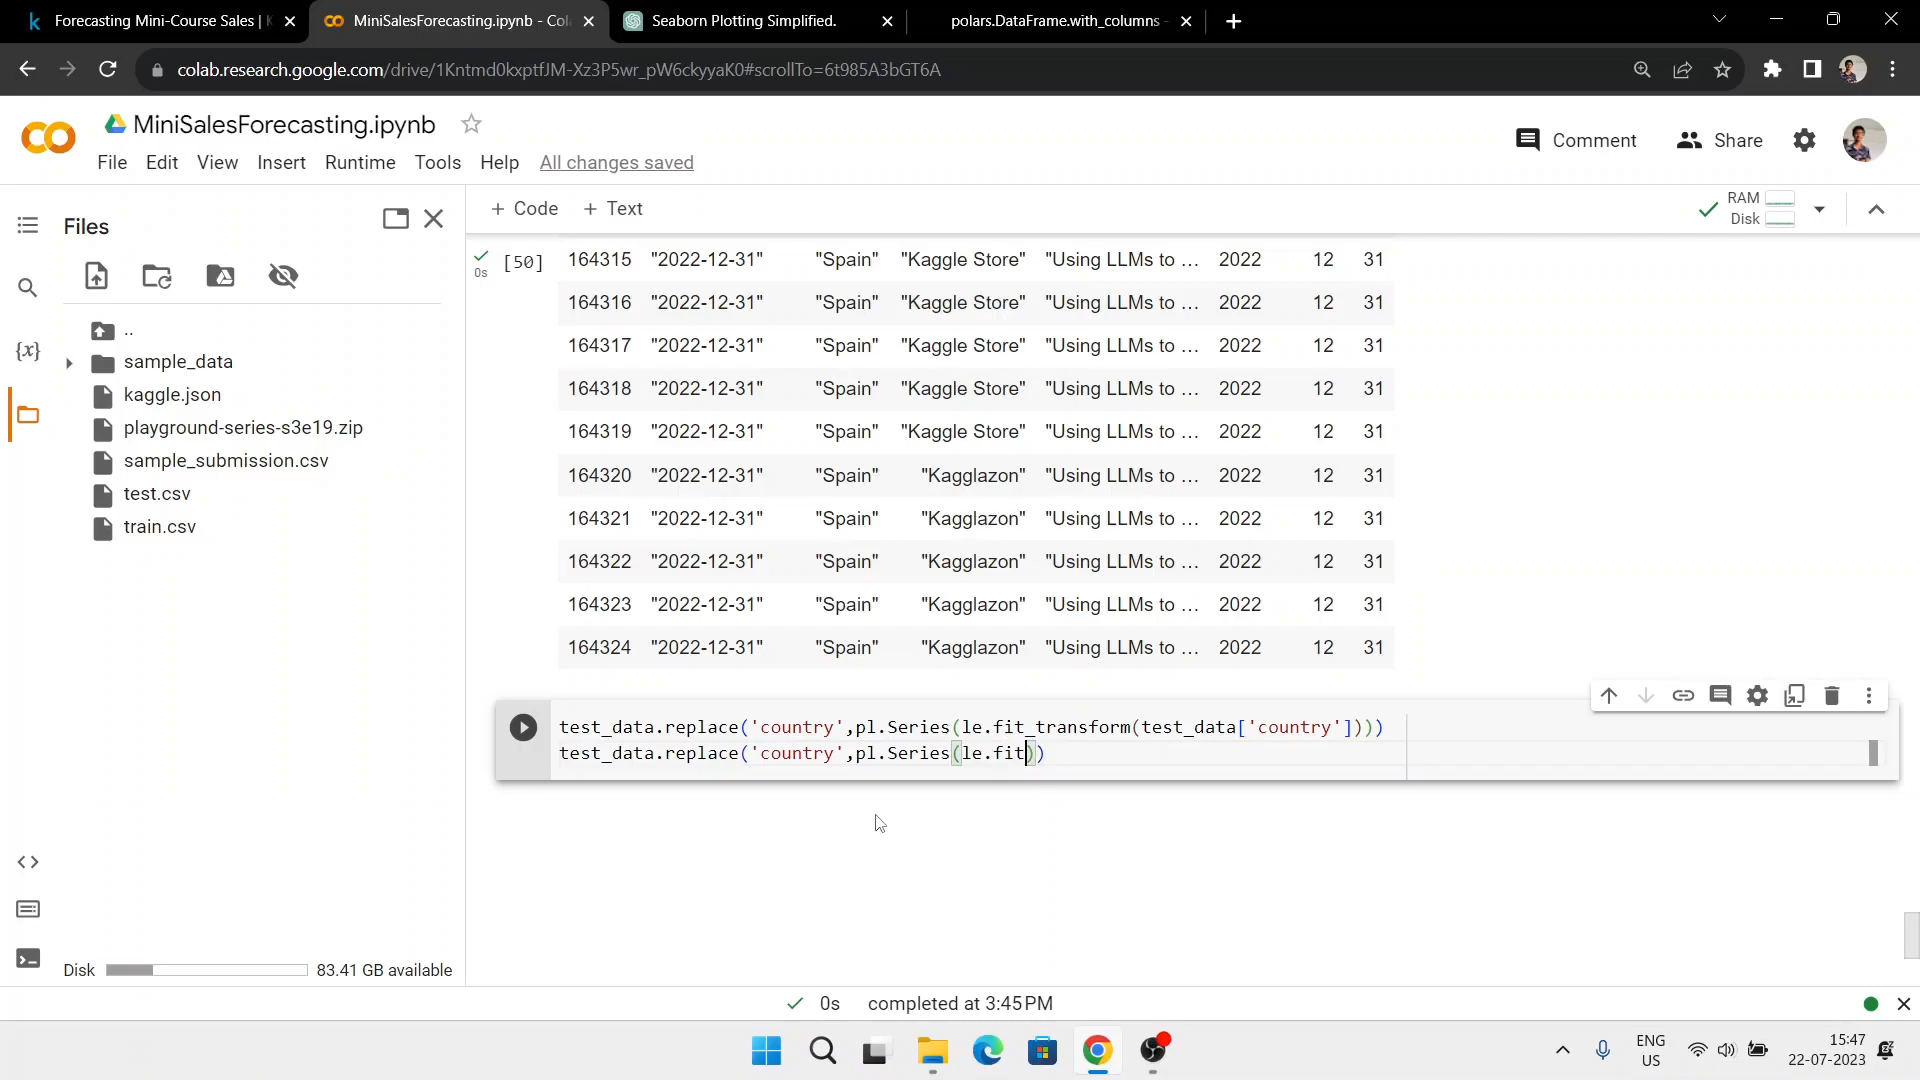 Forecasting Mini-Course Sales |
MiniSalesForecasting.ipynb - Col
Seaborn Plotting Simplified.
polars.DataFrame.with_columns -
colab.research.google.com/drive/1Kntmd0kxptfJM-Xz3P5wr_pW6ckyyaK0#scrollTo=6t985A3bGT6A
MiniSalesForecasting.ipynb
Comment
Share
File Edit View Insert Runtime Tools Help All changes saved
Files
+ Code + Text
RAM
Disk
..
sample_data
kaggle.json
playground-series-s3e19.zip
sample_submission.csv
test.csv
train.csv
{x}
0s
[50]
164315 "2022-12-31" "Spain" "Kaggle Store" "Using LLMs to ... 2022 12 31
164316 "2022-12-31" "Spain" "Kaggle Store" "Using LLMs to ... 2022 12 31
164317 "2022-12-31" "Spain" "Kaggle Store" "Using LLMs to ... 2022 12 31
164318 "2022-12-31" "Spain" "Kaggle Store" "Using LLMs to ... 2022 12 31
164319 "2022-12-31" "Spain" "Kaggle Store" "Using LLMs to ... 2022 12 31
164320 "2022-12-31" "Spain" "Kagglazon" "Using LLMs to ... 2022 12 31
164321 "2022-12-31" "Spain" "Kagglazon" "Using LLMs to ... 2022 12 31
164322 "2022-12-31" "Spain" "Kagglazon" "Using LLMs to ... 2022 12 31
164323 "2022-12-31" "Spain" "Kagglazon" "Using LLMs to ... 2022 12 31
164324 "2022-12-31" "Spain" "Kagglazon" "Using LLMs to ... 2022 12 31
test_data.replace('country',pl.Series(le.fit_transform(test_data['country'])))
test_data.replace('country',pl.Series(le.fit))
Disk 83.41 GB available
0s completed at 3:45 PM
ENG
US
15:47
22-07-2023